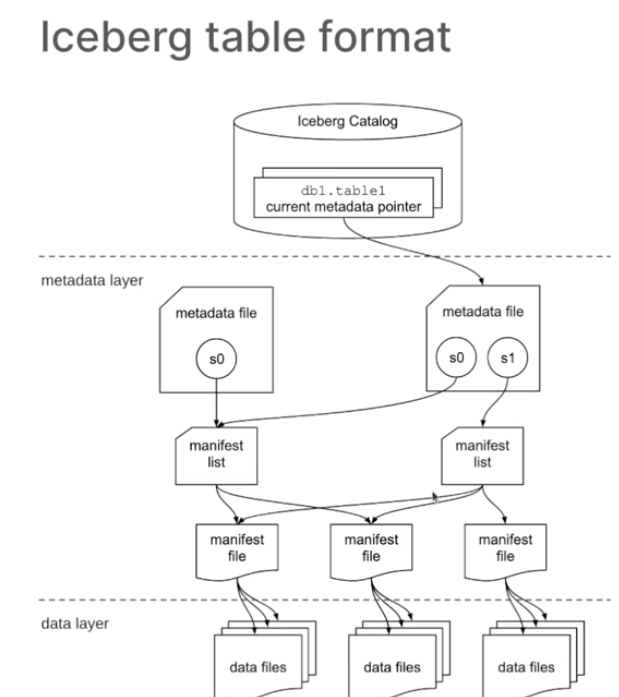 Iceberg table format
Iceberg Catalog
db1.table1
current metadata pointer
metadata layer
metadata file
s0
metadata file
s0 s1
manifest
list
manifest
list
manifest
file
manifest
file
manifest
file
data layer
data files
data files
data files